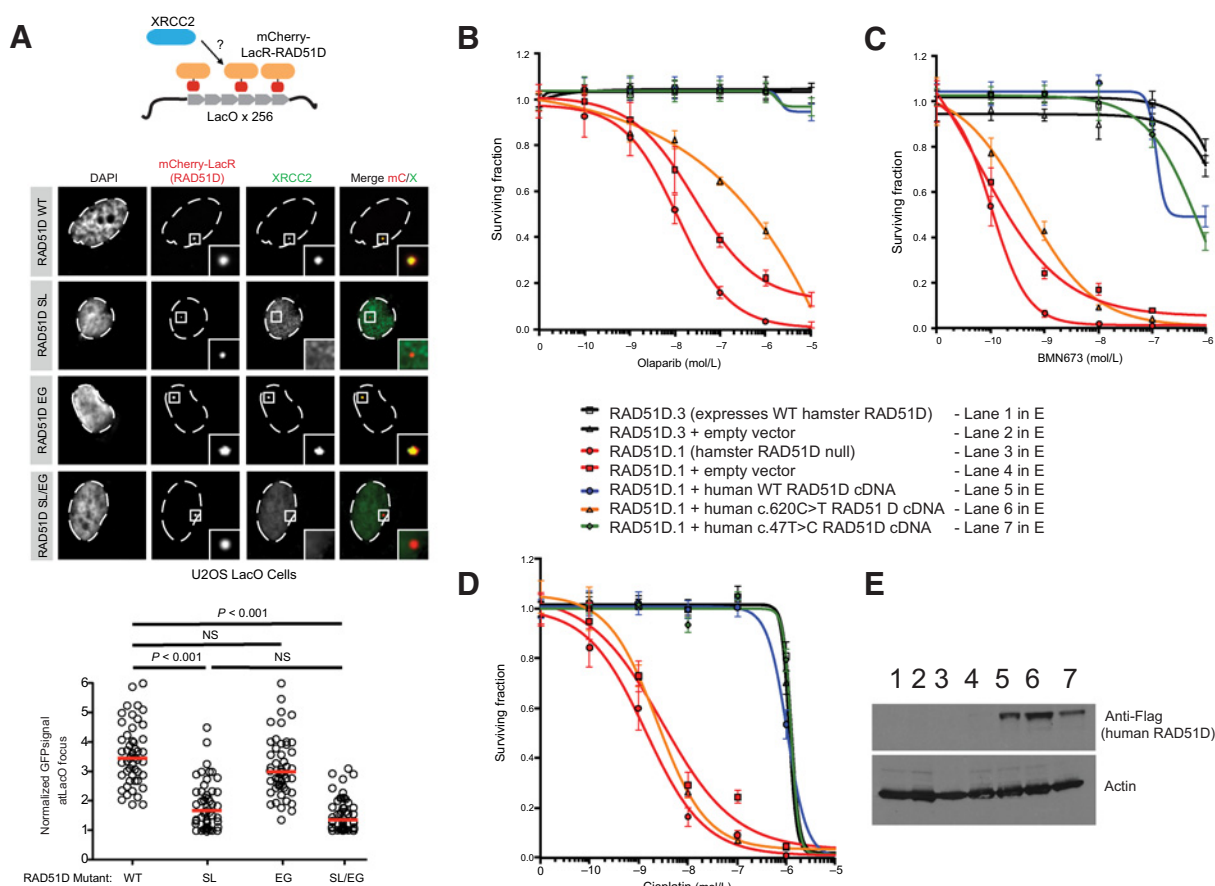 A
XRCC2
?
mCherry-
LacR-RAD51D
LacO x 256
DAPI
mCherry-LacR
(RAD51D)
XRCC2
Merge mC/X
RAD51D WT
RAD51D SL
RAD51D EG
RAD51D SL/EG
U2OS LacO Cells
P < 0.001
NS
P < 0.001
NS
Normalized GFPsignal
atLacO focus
6
5
4
3
2
1
0
RAD51D Mutant: WT SL EG SL/EG
B
Surviving fraction
1.2
1.0
0.8
0.6
0.4
0.2
0.0
0 −10 −9 −8 −7 −6 −5
Olaparib (mol/L)
C
Surviving fraction
1.2
1.0
0.8
0.6
0.4
0.2
0.0
0 −10 −9 −8 −7 −6
BMN673 (mol/L)
RAD51D.3 (expresses WT hamster RAD51D) - Lane 1 in E
RAD51D.3 + empty vector - Lane 2 in E
RAD51D.1 (hamster RAD51D null) - Lane 3 in E
RAD51D.1 + empty vector - Lane 4 in E
RAD51D.1 + human WT RAD51D cDNA - Lane 5 in E
RAD51D.1 + human c.620C>T RAD51 D cDNA - Lane 6 in E
RAD51D.1 + human c.47T>C RAD51D cDNA - Lane 7 in E
D
Surviving fraction
1.2
1.0
0.8
0.6
0.4
0.2
0.0
0 −10 −9 −8 −7 −6 −5
Cisplatin (mol/L)
E
1 2 3 4 5 6 7
Anti-Flag
(human RAD51D)
Actin